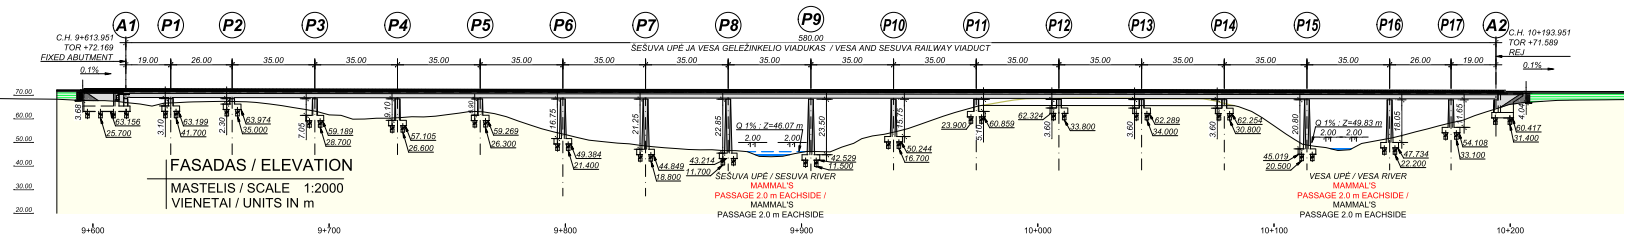 A1 P1 P2 P3 P4 P5 P6 P7 P8 P9 P10 P11 P12 P13 P14 P15 P16 P17 A2
C.H. 9+613.951
TOR +72.169
FIXED ABUTMENT
0.1%
580.00
ŠEŠUVA UPĖ JA VESA GELEŽINKELIO VIADUKAS / VESA AND SESUVA RAILWAY VIADUCT
C.H. 10+193.951
TOR +71.589
REJ
0.1%
19.00 26.00 35.00 35.00 35.00 35.00 35.00 35.00 35.00 35.00 35.00 35.00 35.00 35.00 35.00 35.00 26.00 19.00
70.00
60.00
50.00
40.00
30.00
20.00
3.68
63.156
25.700
3.10
63.199
41.700
2.30
63.974
35.000
7.05
59.189
28.700
9.10
57.105
26.600
59.269
26.300
16.75
49.384
21.400
21.25
44.849
18.800
22.85
43.214
11.700
Q 1% : Z=46.07 m
2.00 2.00
23.50
42.529
11.500
15.75
50.244
16.700
5.10
23.900
60.859
3.60
62.324
33.800
3.60
62.289
34.000
3.60
62.254
30.800
20.80
45.019
20.500
Q 1% : Z=49.83 m
2.00 2.00
18.05
47.734
22.200
11.65
54.108
33.100
4.04
60.417
31.400
FASADAS / ELEVATION
MASTELIS / SCALE 1:2000
VIENETAI / UNITS IN m
ŠEŠUVA UPĖ / SESUVA RIVER
MAMMAL'S
PASSAGE 2.0 m EACHSIDE /
MAMMAL'S
PASSAGE 2.0 m EACHSIDE
VESA UPĖ / VESA RIVER
MAMMAL'S
PASSAGE 2.0 m EACHSIDE /
MAMMAL'S
PASSAGE 2.0 m EACHSIDE
9+600 9+700 9+800 9+900 10+000 10+100 10+200